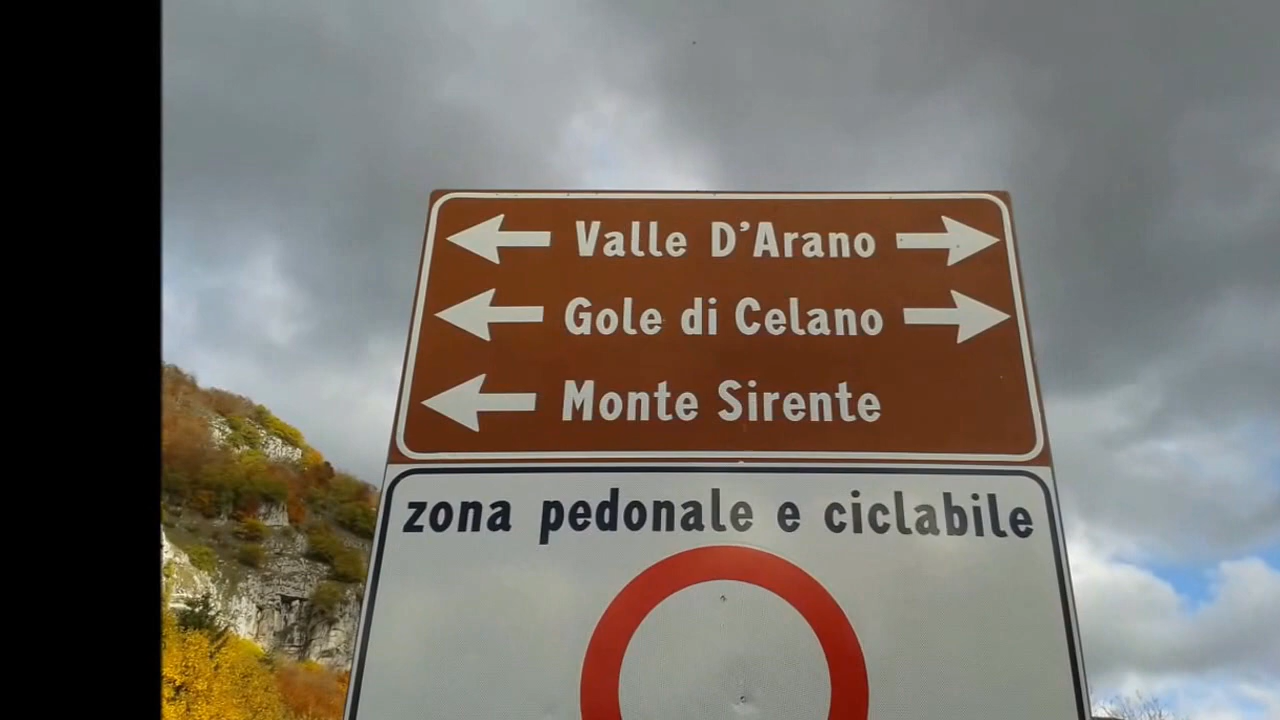 Valle D'Arano
Gole di Celano
Monte Sirente
zona pedonale e ciclabile